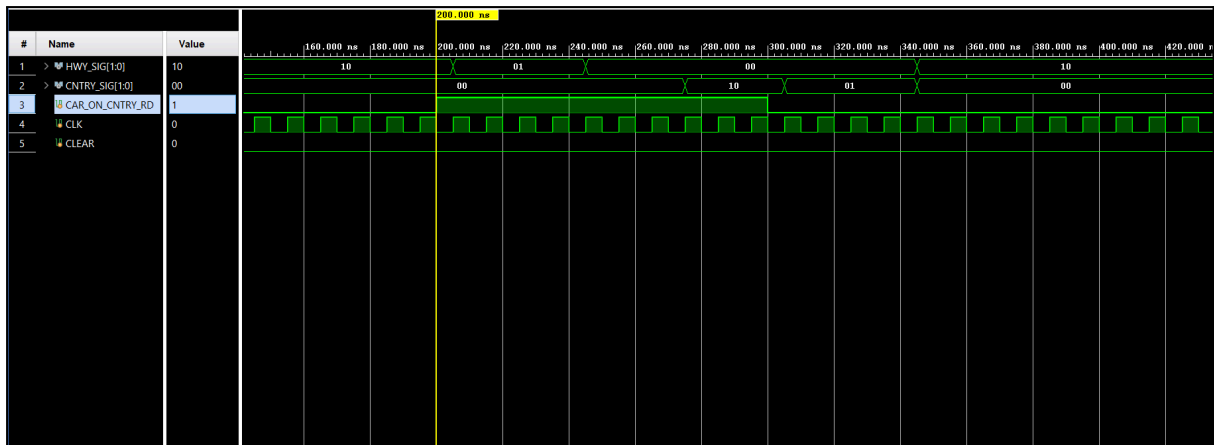 200.000 ns
# Name Value
160.000 ns 180.000 ns 200.000 ns 220.000 ns 240.000 ns 260.000 ns 280.000 ns 300.000 ns 320.000 ns 340.000 ns 360.000 ns 380.000 ns 400.000 ns 420.000 n
1 > HWY_SIG[1:0] 10 10 01 00 10
2 > CNTRY_SIG[1:0] 00 00 10 01 00
3 CAR_ON_CNTRY_RD 1
4 CLK 0
5 CLEAR 0